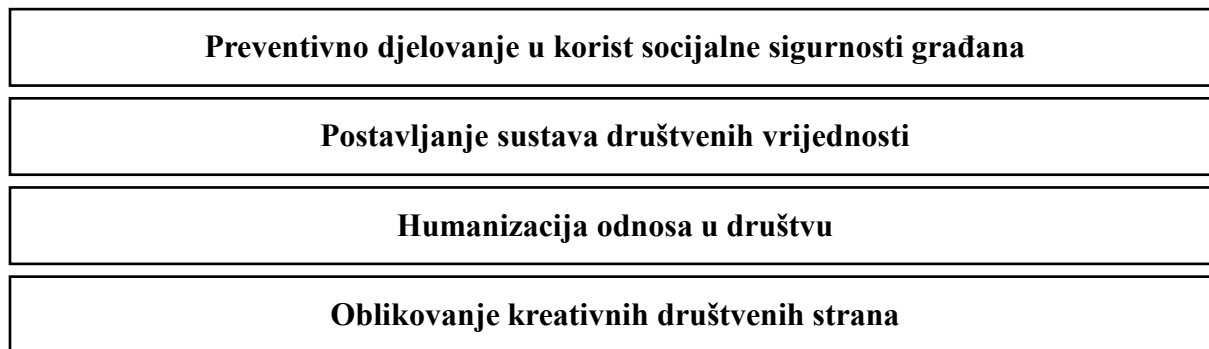 Preventivno djelovanje u korist socijalne sigurnosti građana
Postavljanje sustava društvenih vrijednosti
Humanizacija odnosa u društvu
Oblikovanje kreativnih društvenih strana